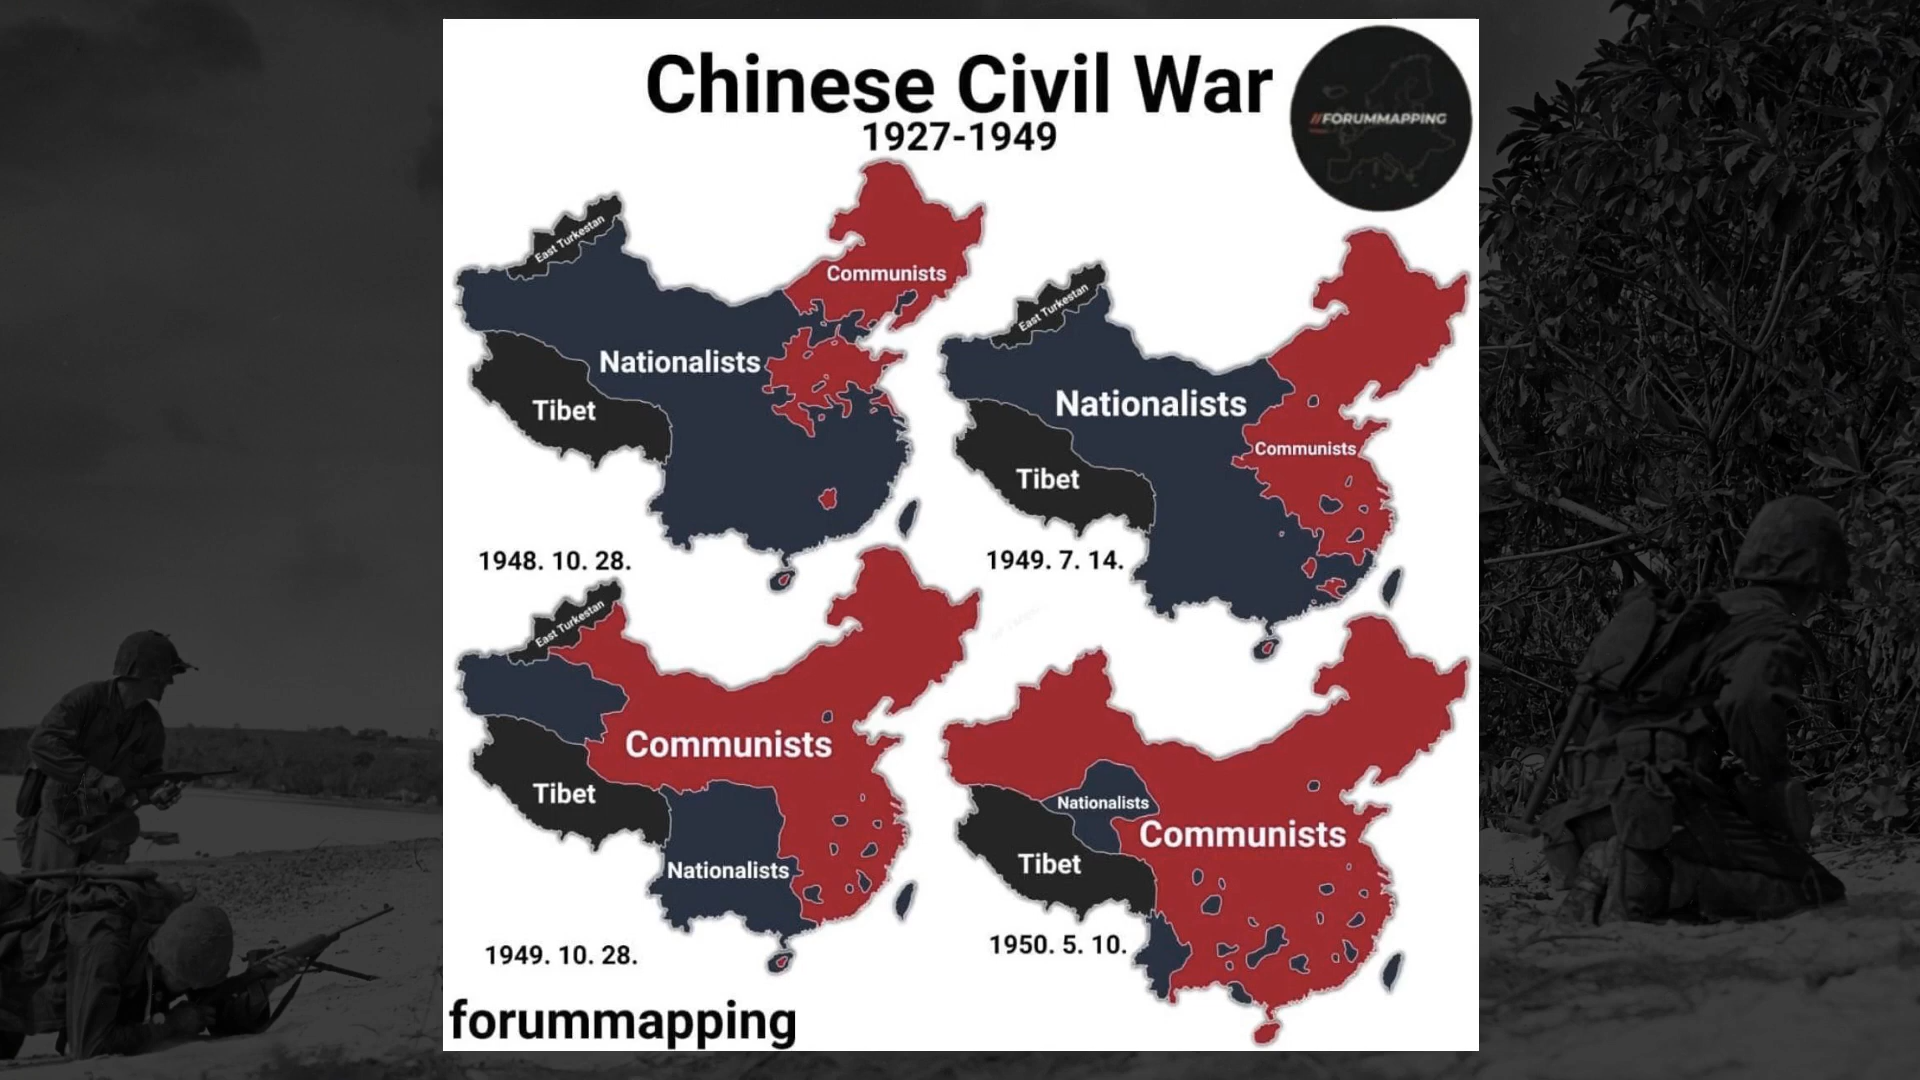 Chinese Civil War
1927-1949
//FORUMMAPPING
East Turkestan
Communists
Nationalists
Tibet
1948. 10. 28.
East Turkestan
Nationalists
Communists
Tibet
1949. 7. 14.
East Turkestan
Communists
Tibet
Nationalists
1949. 10. 28.
Nationalists
Communists
Tibet
1950. 5. 10.
forummapping